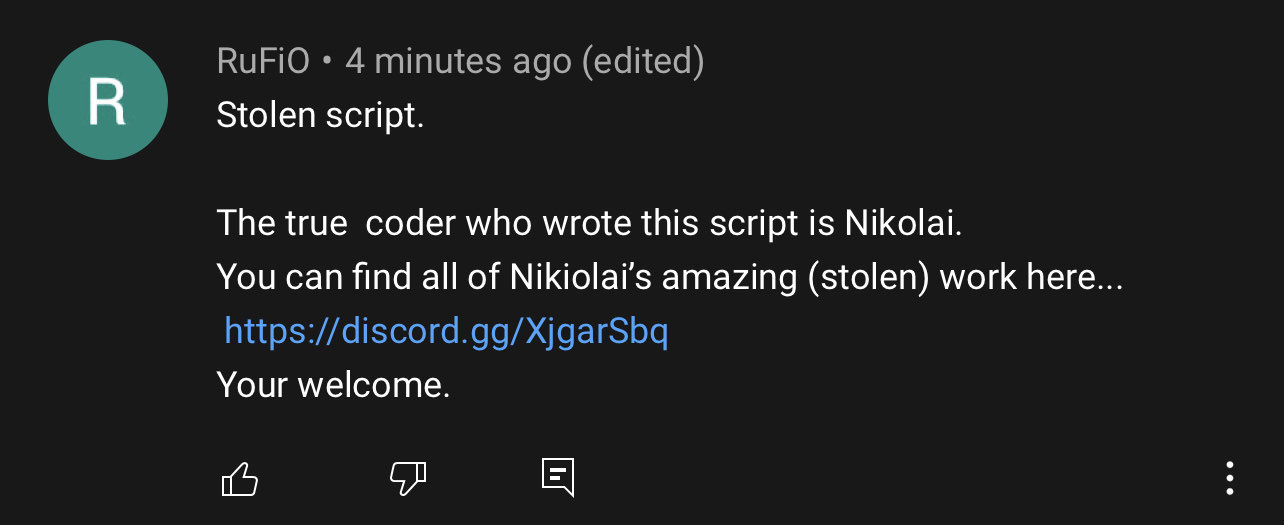 R
RuFiO • 4 minutes ago (edited)
Stolen script.
The true  coder who wrote this script is Nikolai.
You can find all of Nikiolai’s amazing (stolen) work here...
https://discord.gg/XjgarSbq
Your welcome.